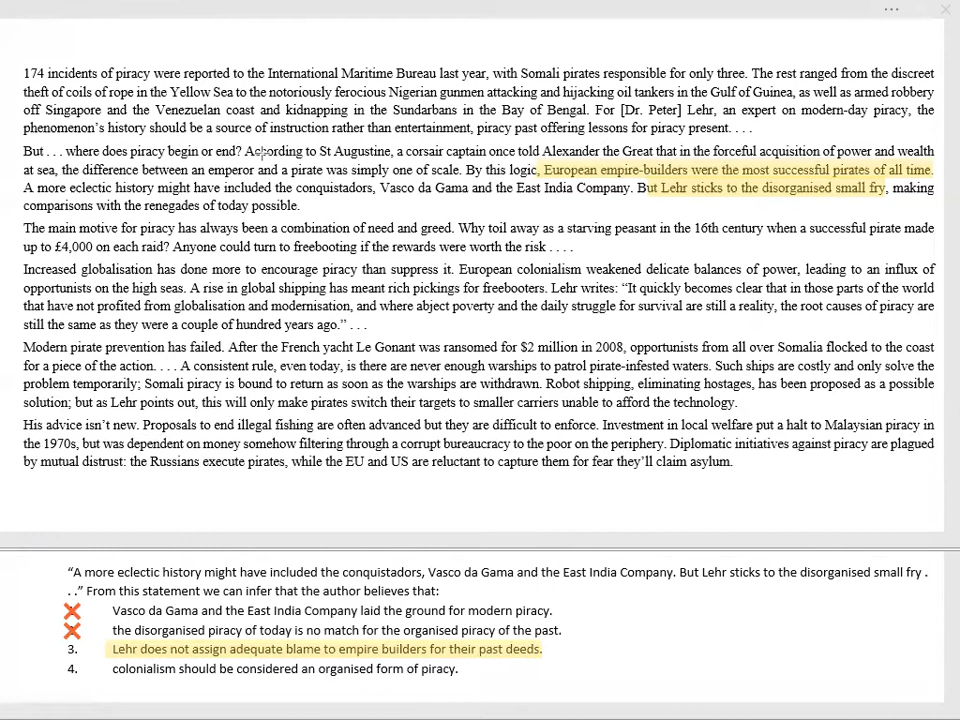 174 incidents of piracy were reported to the International Maritime Bureau last year, with Somali pirates responsible for only three. The rest ranged from the discreet
theft of coils of rope in the Yellow Sea to the notoriously ferocious Nigerian gunmen attacking and hijacking oil tankers in the Gulf of Guinea, as well as armed robbery
off Singapore and the Venezuelan coast and kidnapping in the Sundarbans in the Bay of Bengal. For [Dr. Peter] Lehr, an expert on modern-day piracy, the
phenomenon's history should be a source of instruction rather than entertainment, piracy past offering lessons for piracy present. . . .
But . . . where does piracy begin or end? According to St Augustine, a corsair captain once told Alexander the Great that in the forceful acquisition of power and wealth
at sea, the difference between an emperor and a pirate was simply one of scale. By this logic, European empire-builders were the most successful pirates of all time.
A more eclectic history might have included the conquistadors, Vasco da Gama and the East India Company. But Lehr sticks to the disorganised small fry, making
comparisons with the renegades of today possible.
The main motive for piracy has always been a combination of need and greed. Why toil away as a starving peasant in the 16th century when a successful pirate made
up to £4,000 on each raid? Anyone could turn to freebooting if the rewards were worth the risk . . . .
Increased globalisation has done more to encourage piracy than suppress it. European colonialism weakened delicate balances of power, leading to an influx of
opportunists on the high seas. A rise in global shipping has meant rich pickings for freebooters. Lehr writes: “It quickly becomes clear that in those parts of the world
that have not profited from globalisation and modernisation, and where abject poverty and the daily struggle for survival are still a reality, the root causes of piracy are
still the same as they were a couple of hundred years ago.” . . .
Modern pirate prevention has failed. After the French yacht Le Gonant was ransomed for $2 million in 2008, opportunists from all over Somalia flocked to the coast
for a piece of the action. . . . A consistent rule, even today, is there are never enough warships to patrol pirate-infested waters. Such ships are costly and only solve the
problem temporarily; Somali piracy is bound to return as soon as the warships are withdrawn. Robot shipping, eliminating hostages, has been proposed as a possible
solution; but as Lehr points out, this will only make pirates switch their targets to smaller carriers unable to afford the technology.
His advice isn't new. Proposals to end illegal fishing are often advanced but they are difficult to enforce. Investment in local welfare put a halt to Malaysian piracy in
the 1970s, but was dependent on money somehow filtering through a corrupt bureaucracy to the poor on the periphery. Diplomatic initiatives against piracy are plagued
by mutual distrust: the Russians execute pirates, while the EU and US are reluctant to capture them for fear they'll claim asylum.
“A more eclectic history might have included the conquistadors, Vasco da Gama and the East India Company. But Lehr sticks to the disorganised small fry .
. .” From this statement we can infer that the author believes that:
Vasco da Gama and the East India Company laid the ground for modern piracy.
the disorganised piracy of today is no match for the organised piracy of the past.
3. Lehr does not assign adequate blame to empire builders for their past deeds.
4. colonialism should be considered an organised form of piracy.